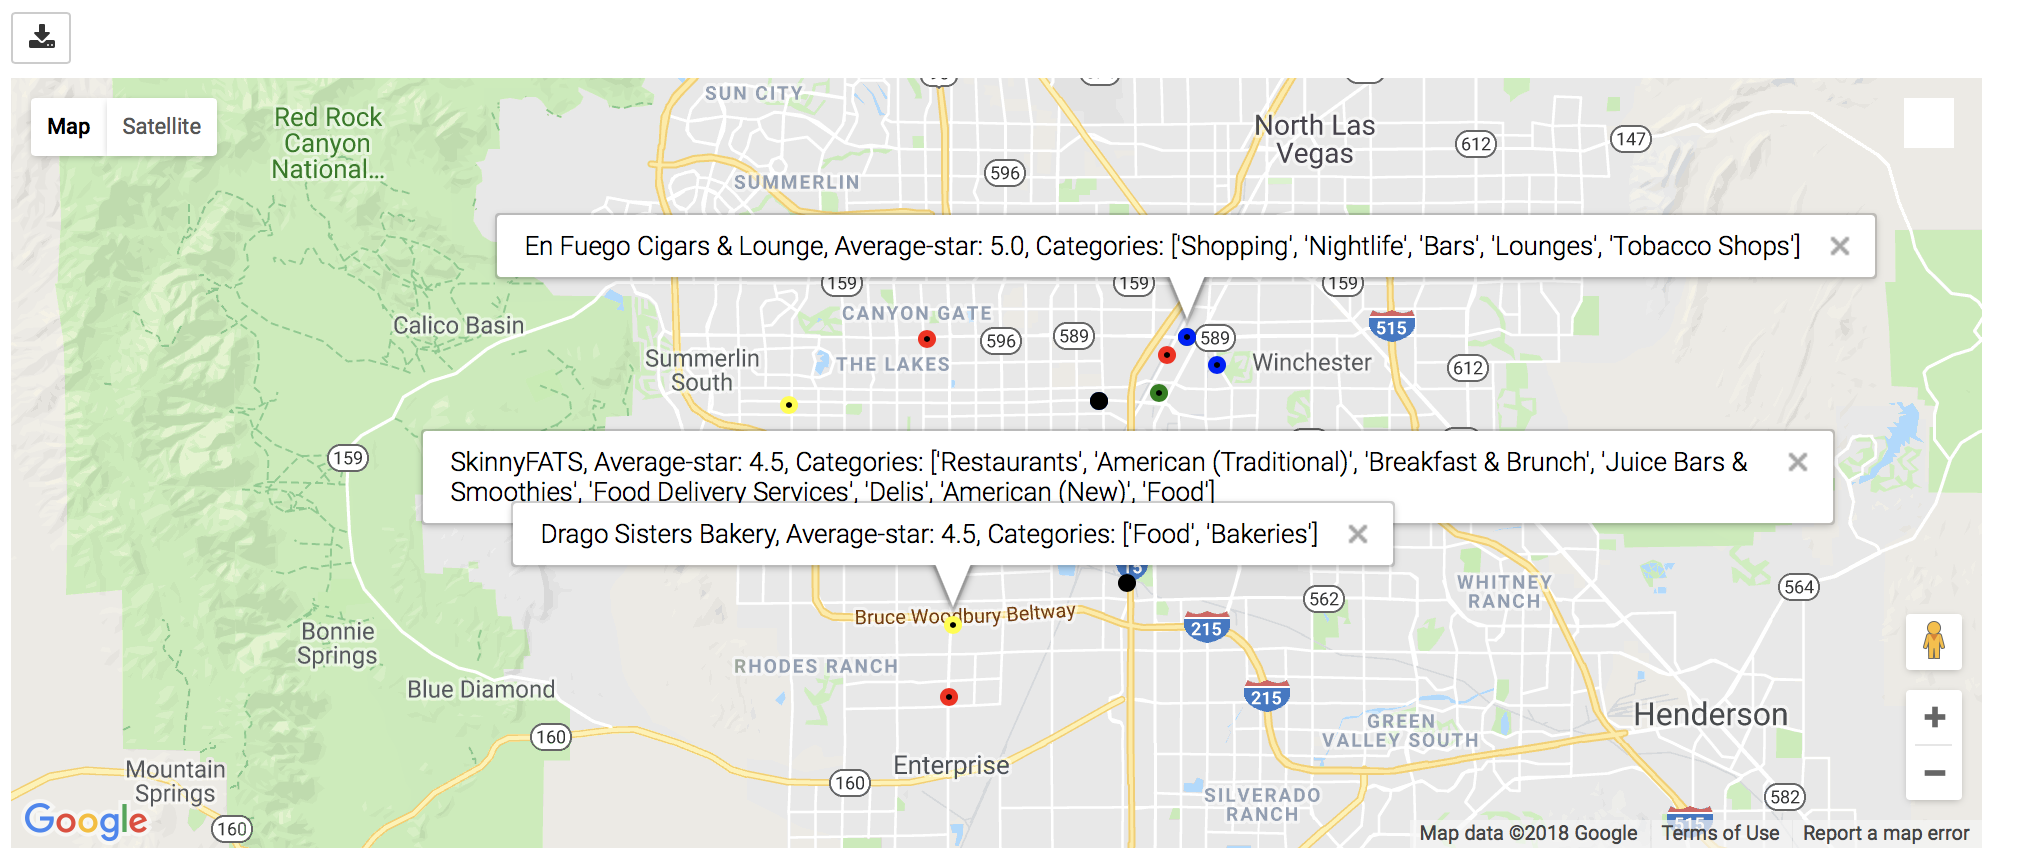 Map
Satellite
Red Rock
Canyon
National...
SUN CITY
North Las
Vegas
612
147
596
SUMMERLIN
En Fuego Cigars & Lounge, Average-star: 5.0, Categories: ['Shopping', 'Nightlife', 'Bars', 'Lounges', 'Tobacco Shops']
159
159
159
CANYON GATE
Calico Basin
515
596
589
589
Summerlin
South
THE LAKES
Winchester
612
159
SkinnyFATS, Average-star: 4.5, Categories: ['Restaurants', 'American (Traditional)', 'Breakfast & Brunch', 'Juice Bars &
Smoothies', 'Food Delivery Services', 'Delis', 'American (New)', 'Food']
Drago Sisters Bakery, Average-star: 4.5, Categories: ['Food', 'Bakeries']
15
WHITNEY
RANCH
564
562
Bruce Woodbury Beltway
215
Bonnie
Springs
RHODES RANCH
Blue Diamond
215
Henderson
GREEN
VALLEY SOUTH
160
Enterprise
Mountain
Springs
160
SILVERADO
RANCH
582
515
Google
160
Map data ©2018 Google
Terms of Use
Report a map error